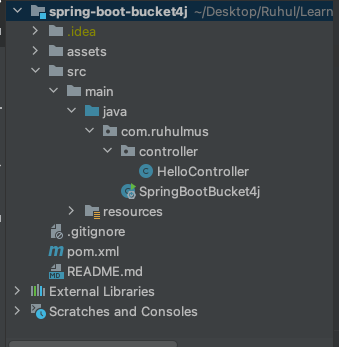 spring-boot-bucket4j ~/Desktop/Ruhul/Learn
.idea
assets
src
main
java
com.ruhulmus
controller
HelloController
SpringBootBucket4j
resources
.gitignore
pom.xml
README.md
External Libraries
Scratches and Consoles